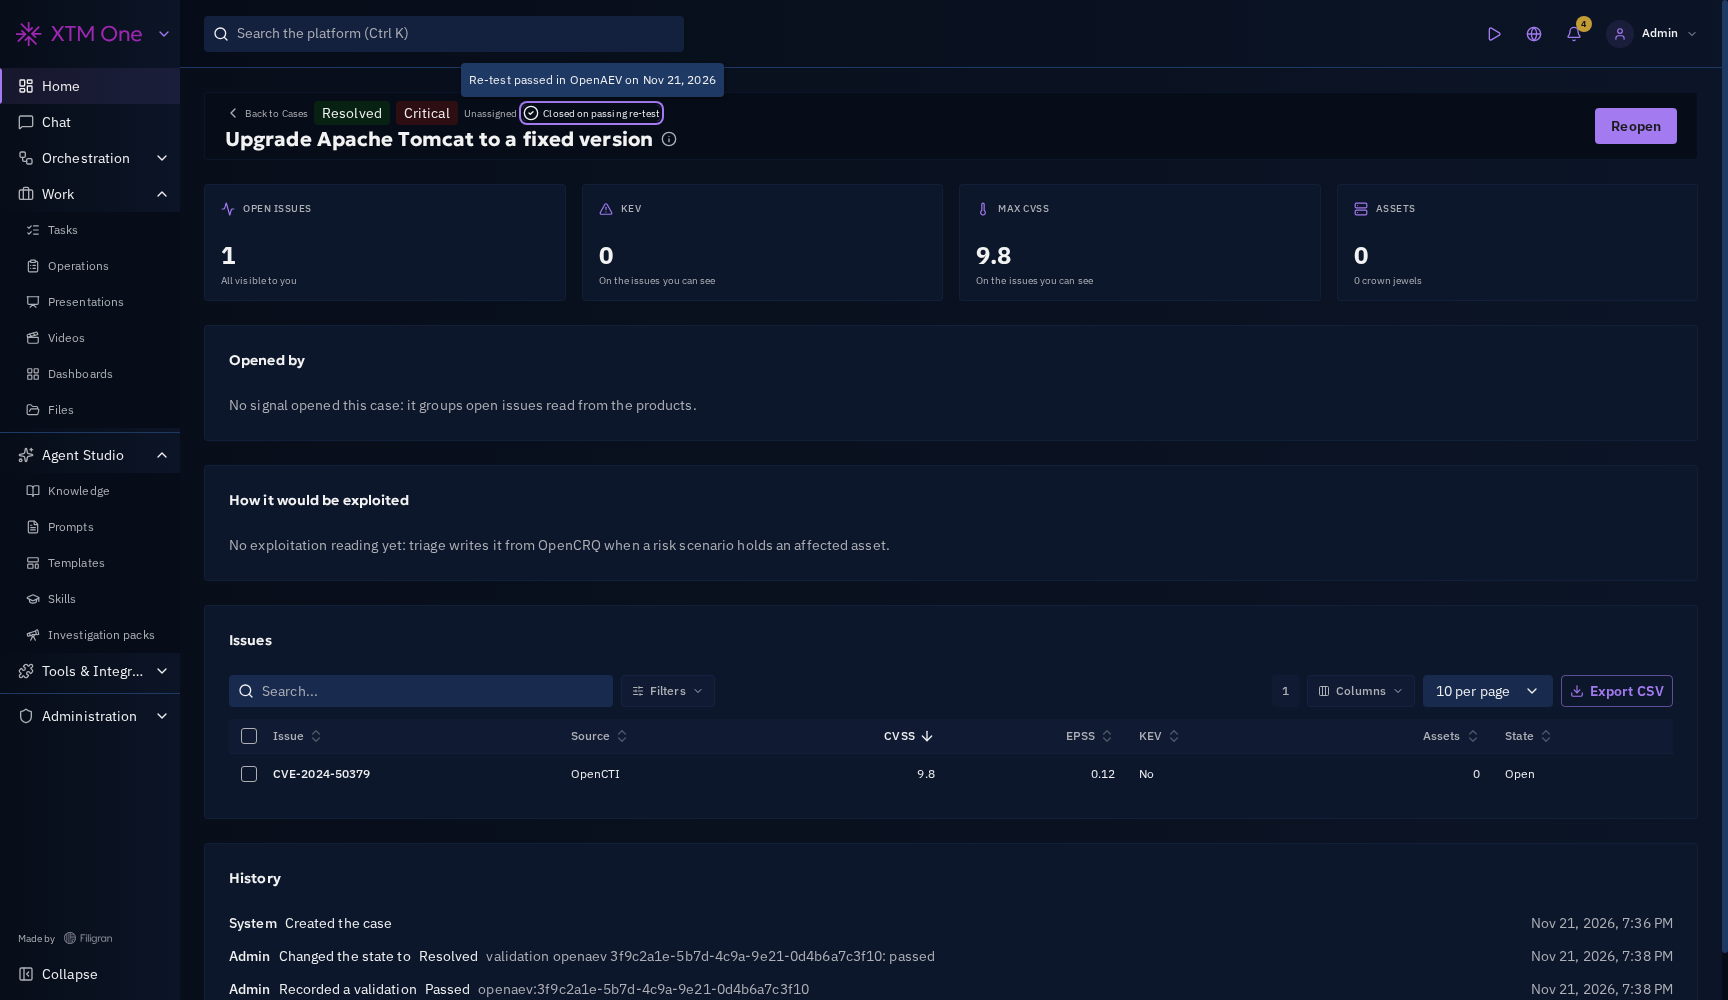 XTM One
Search the platform (Ctrl K)
4
Admin
Home
Chat
Orchestration
Work
Tasks
Operations
Presentations
Videos
Dashboards
Files
Agent Studio
Knowledge
Prompts
Templates
Skills
Investigation packs
Tools & Integr...
Administration
Made by Filigran
Collapse
Re-test passed in OpenAEV on Nov 21, 2026
Back to Cases Resolved Critical Unassigned Closed on passing re-test
Upgrade Apache Tomcat to a fixed version
Reopen
OPEN ISSUES
1
All visible to you
KEV
0
On the issues you can see
MAX CVSS
9.8
On the issues you can see
ASSETS
0
0 crown jewels
Opened by
No signal opened this case: it groups open issues read from the products.
How it would be exploited
No exploitation reading yet: triage writes it from OpenCRQ when a risk scenario holds an affected asset.
Issues
Search... Filters 1 Columns 10 per page Export CSV
Issue Source CVSS EPSS KEV Assets State
CVE-2024-50379 OpenCTI 9.8 0.12 No 0 Open
History
System Created the case Nov 21, 2026, 7:36 PM
Admin Changed the state to Resolved validation openaev 3f9c2a1e-5b7d-4c9a-9e21-0d4b6a7c3f10: passed Nov 21, 2026, 7:38 PM
Admin Recorded a validation Passed openaev:3f9c2a1e-5b7d-4c9a-9e21-0d4b6a7c3f10 Nov 21, 2026, 7:38 PM